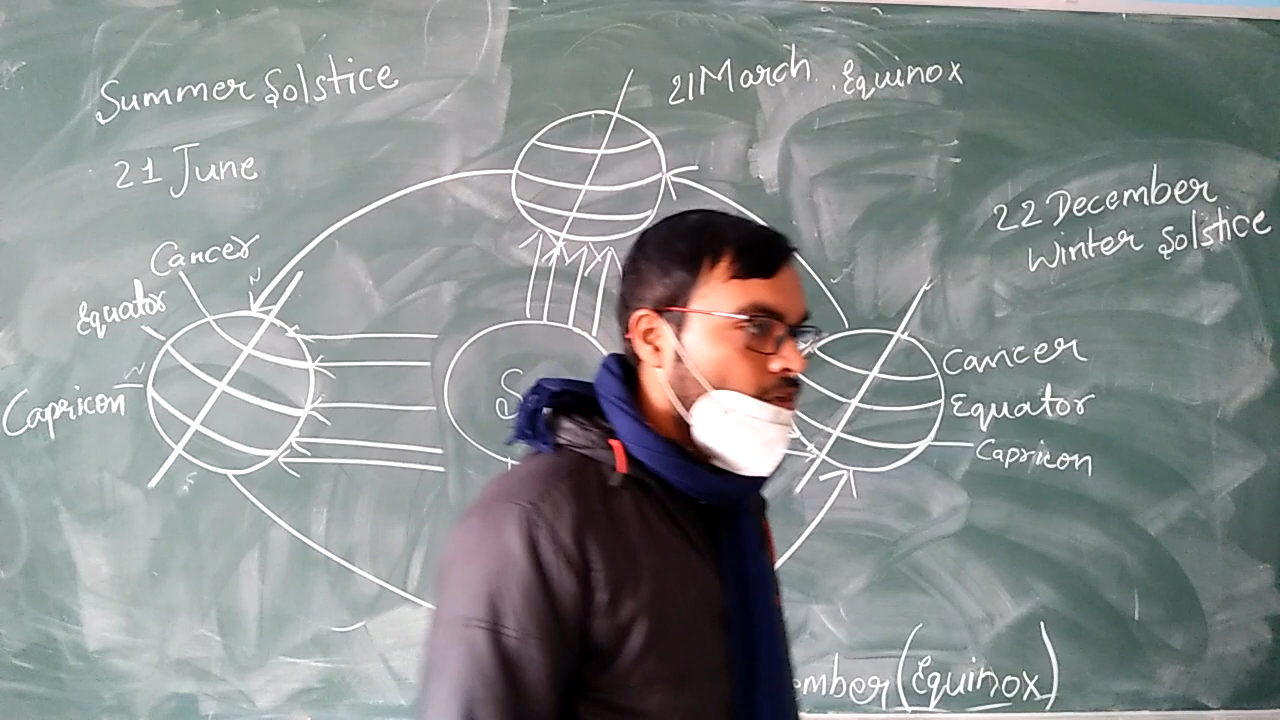 Summer Solstice
21 June
21 March Equinox
22 December
Winter Solstice
Cancer
Equator
Capricon
N
N
S
S
Cancer
Equator
Capricon
ember (Equinox)